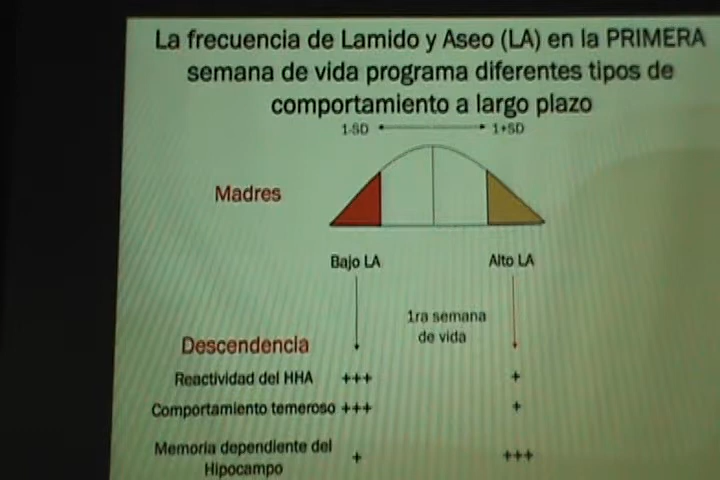 La frecuencia de Lamido y Aseo (LA) en la PRIMERA
semana de vida programa diferentes tipos de
comportamiento a largo plazo
1-SD 1+SD
Madres
Bajo LA Alto LA
1ra semana
de vida
Descendencia
Reactividad del HHA +++ +
Comportamiento temeroso +++ +
Memoria dependiente del
Hipocampo + +++